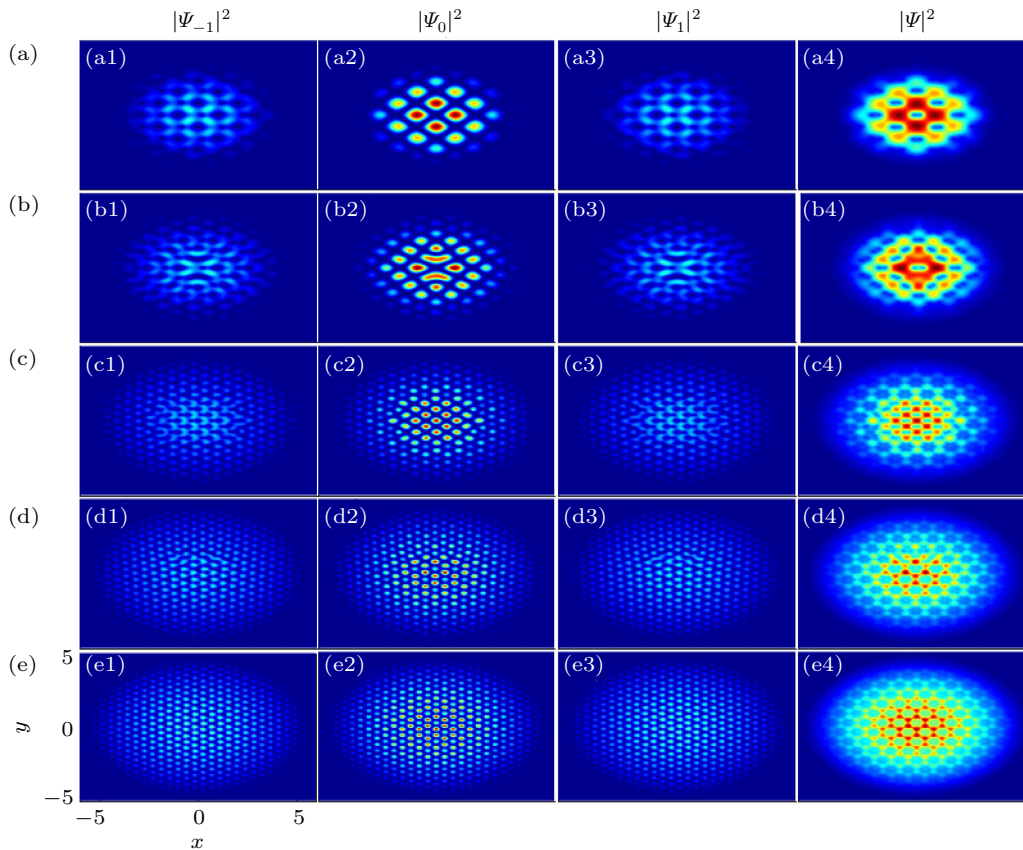 |Ψ₋₁|² |Ψ₀|² |Ψ₁|² |Ψ|²
(a) (a1) (a2) (a3) (a4)
(b) (b1) (b2) (b3) (b4)
(c) (c1) (c2) (c3) (c4)
(d) (d1) (d2) (d3) (d4)
(e) 5 (e1) (e2) (e3) (e4)
y 0
−5
−5 0 5
x